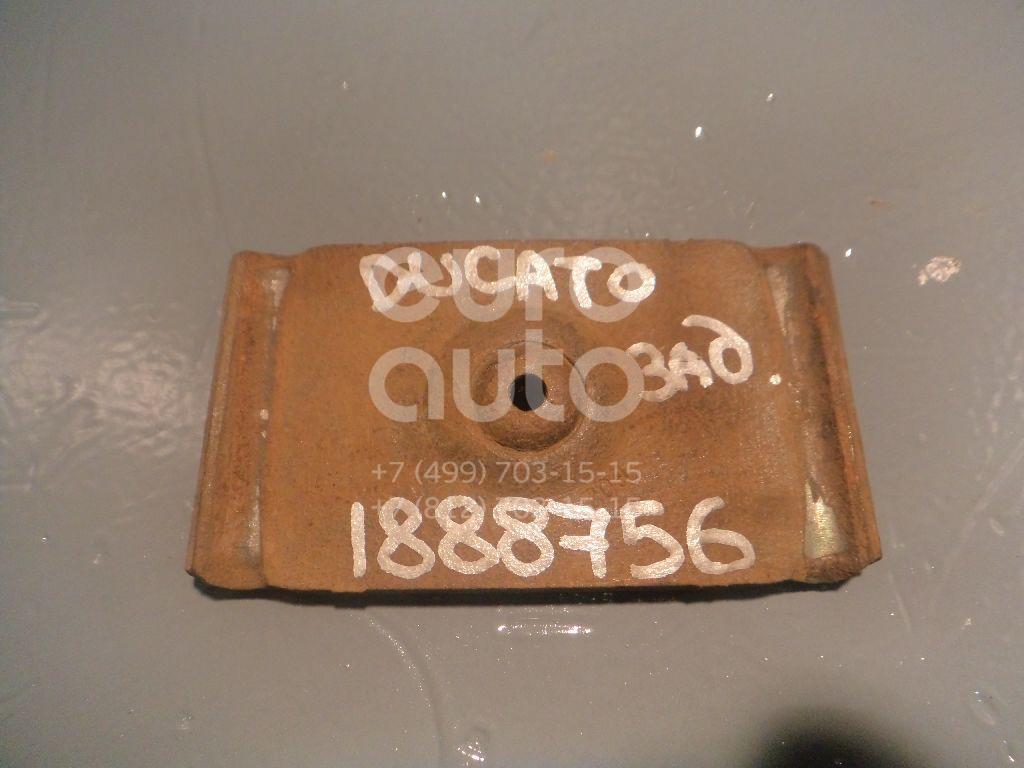 DUCATO
euro
auto
ЗАД.
+7 (499) 703-15-15
1888756